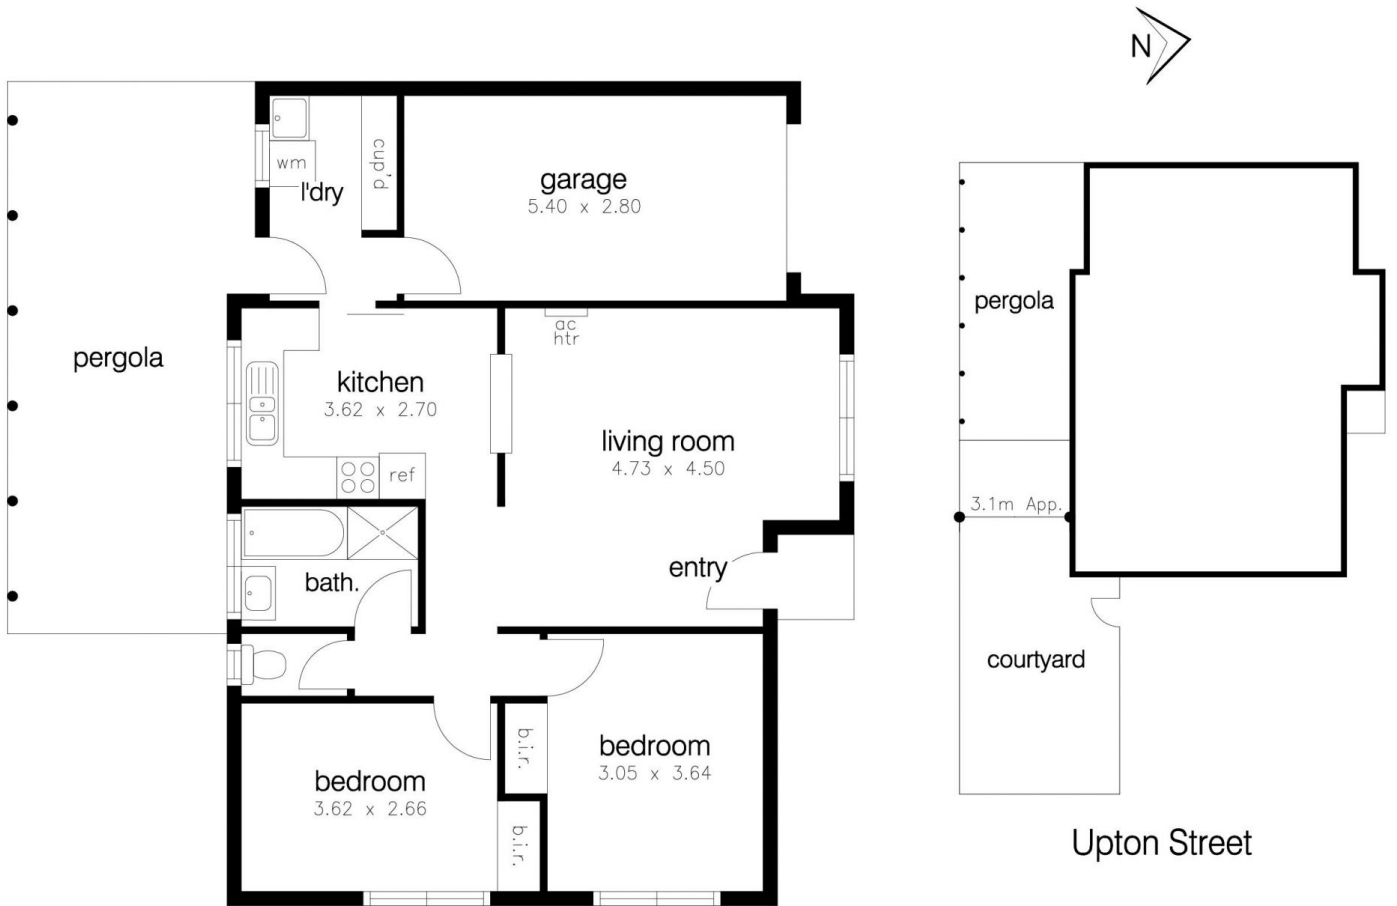 N
wm
l'dry
cup'd
garage
5.40 x 2.80
pergola
kitchen
3.62 x 2.70
ref
ac
htr
living room
4.73 x 4.50
entry
bath.
bedroom
3.62 x 2.66
b.i.r.
b.i.r.
bedroom
3.05 x 3.64
pergola
3.1m App.
courtyard
Upton Street